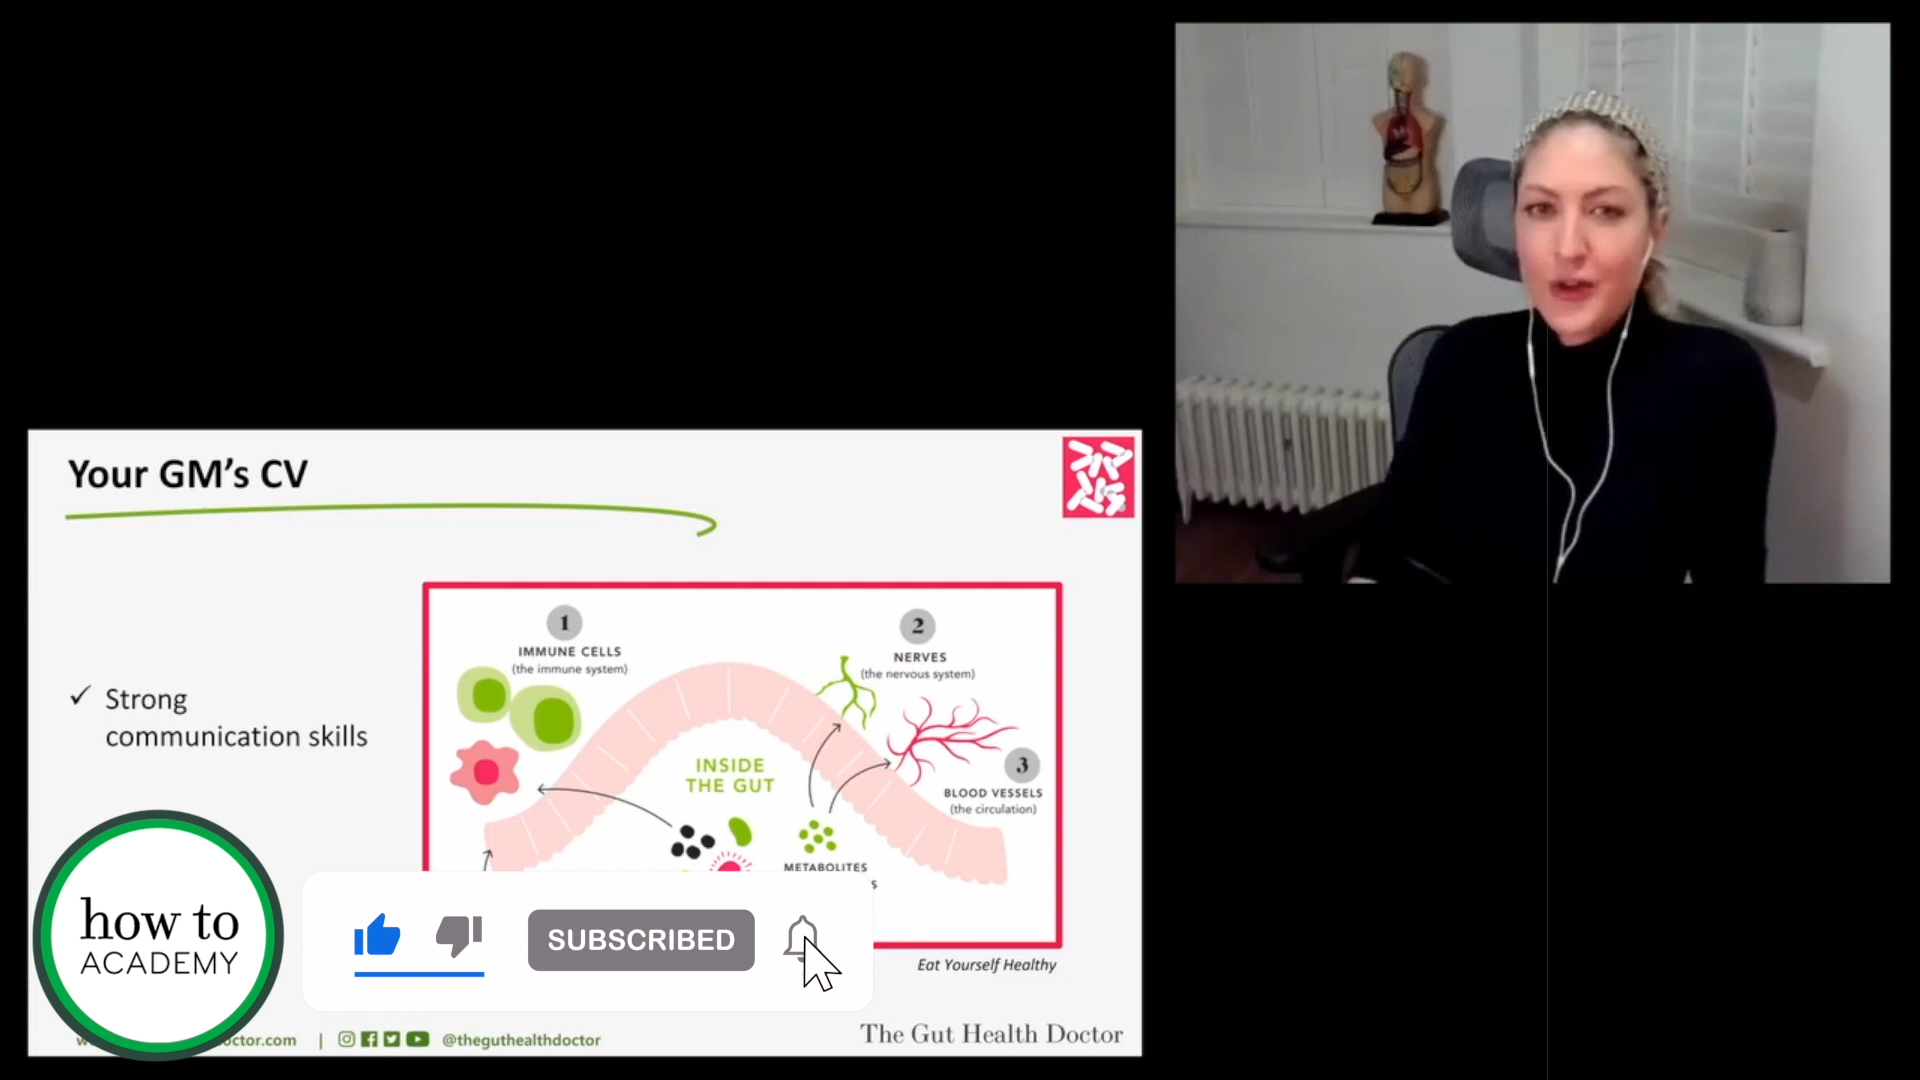 Your GM's CV
✓ Strong
communication skills
1
IMMUNE CELLS
(the immune system)
2
NERVES
(the nervous system)
3
BLOOD VESSELS
(the circulation)
INSIDE
THE GUT
METABOLITES
how to
ACADEMY
SUBSCRIBED
Eat Yourself Healthy
octor.com | @theguthealthdoctor
The Gut Health Doctor